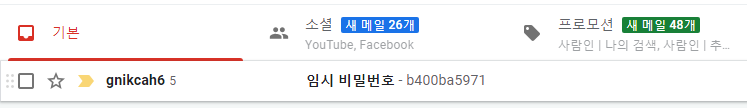 기본
소셜 새 메일 26개
YouTube, Facebook
프로모션 새 메일 48개
사람인 | 나의 검색, 사람인 | 추...
gnikcah6 5 임시 비밀번호 - b400ba5971